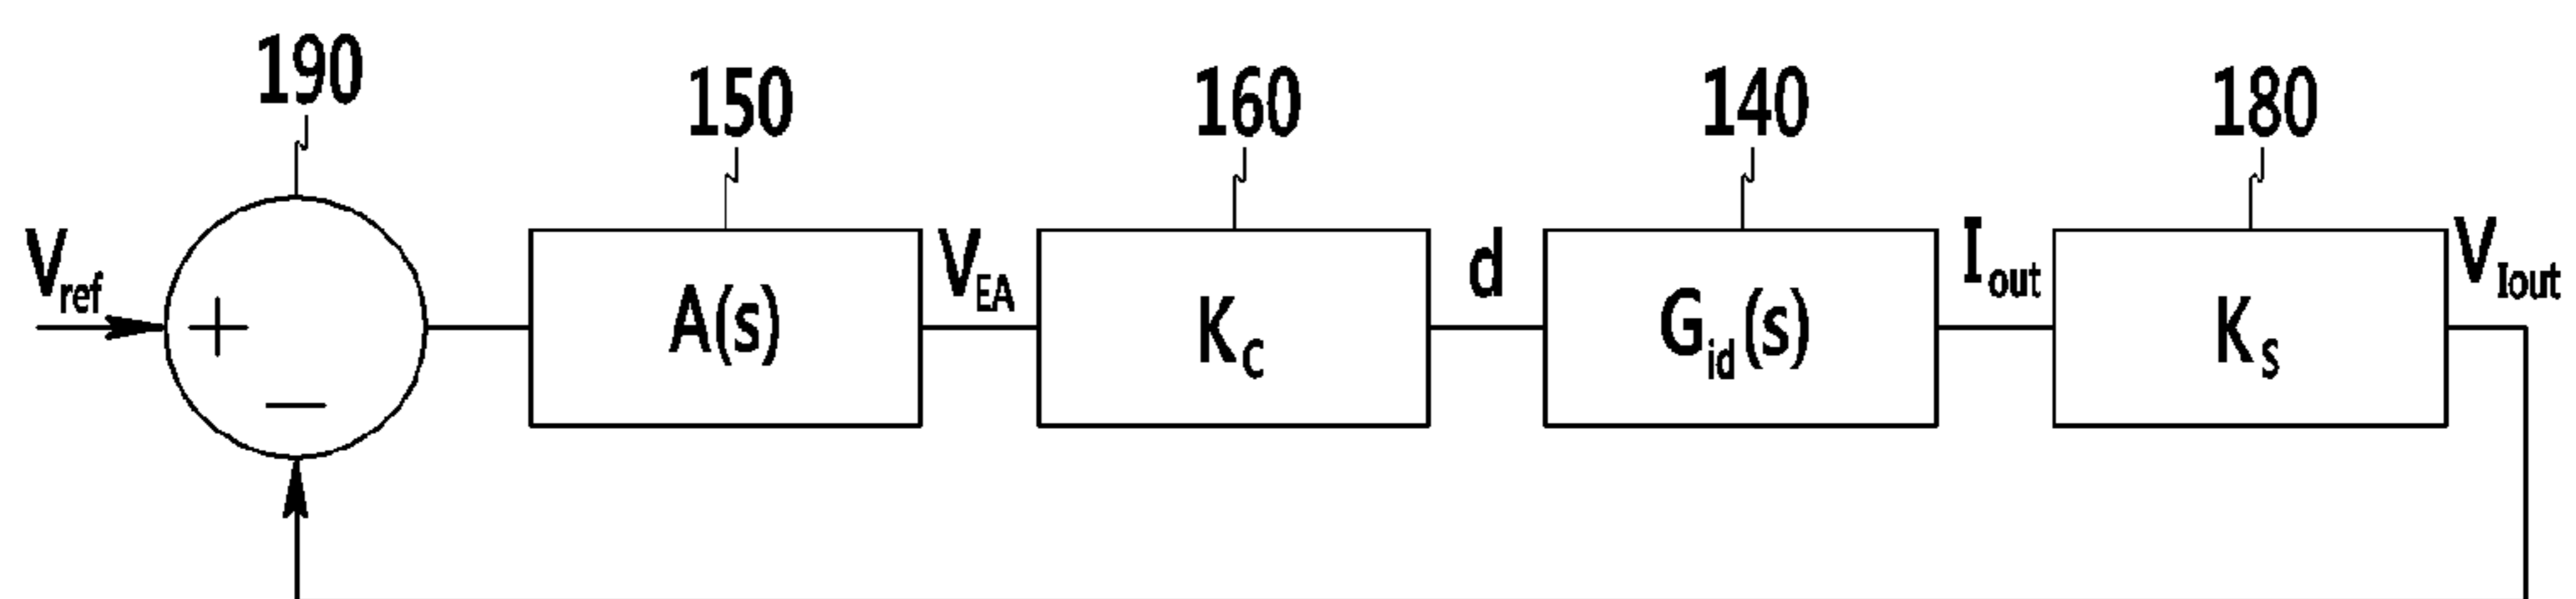 190
150
160
140
180
Vref
+
−
A(s)
VEA
Kc
d
Gid(s)
Iout
Ks
VIout